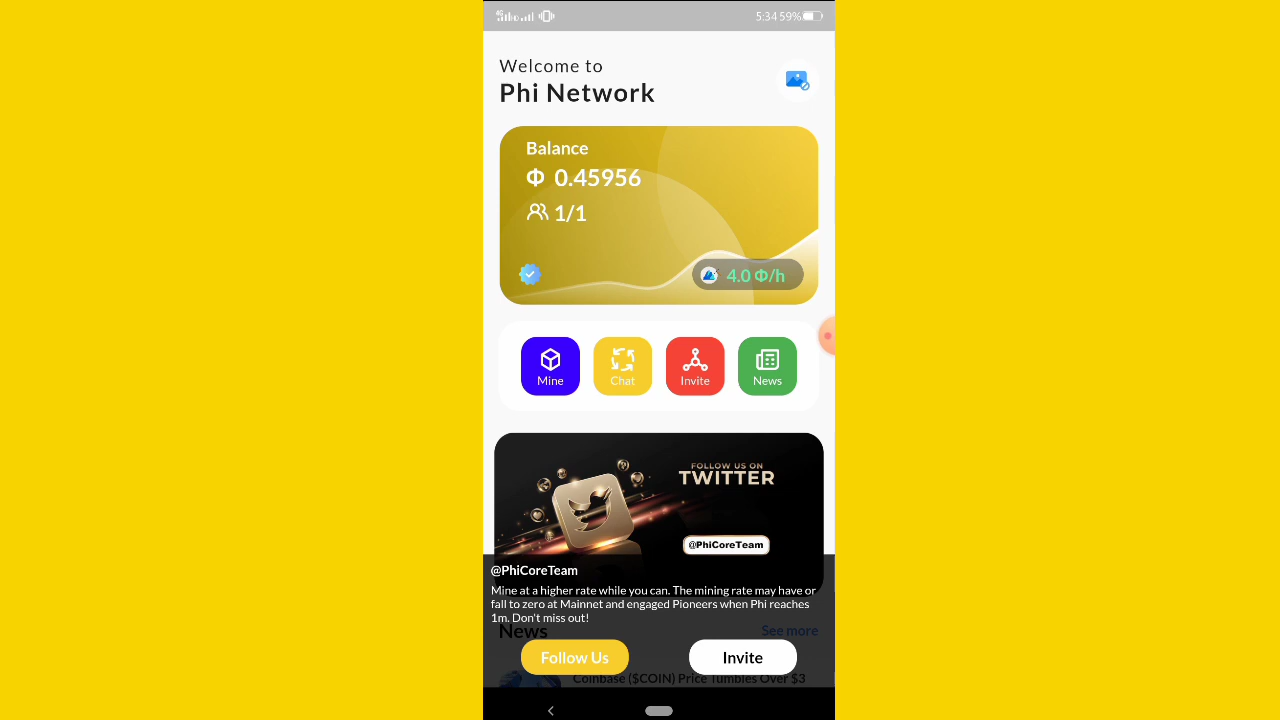 4G
5:34 59%
Welcome to
Phi Network
Balance
Φ 0.45956
1/1
4.0 Φ/h
Mine
Chat
Invite
News
FOLLOW US ON
TWITTER
@PhiCoreTeam
@PhiCoreTeam
Mine at a higher rate while you can. The mining rate may have or
fall to zero at Mainnet and engaged Pioneers when Phi reaches
1m. Don't miss out!
News
See more
Follow Us
Invite
Coinbase ($COIN) Price Tumbles Over $3